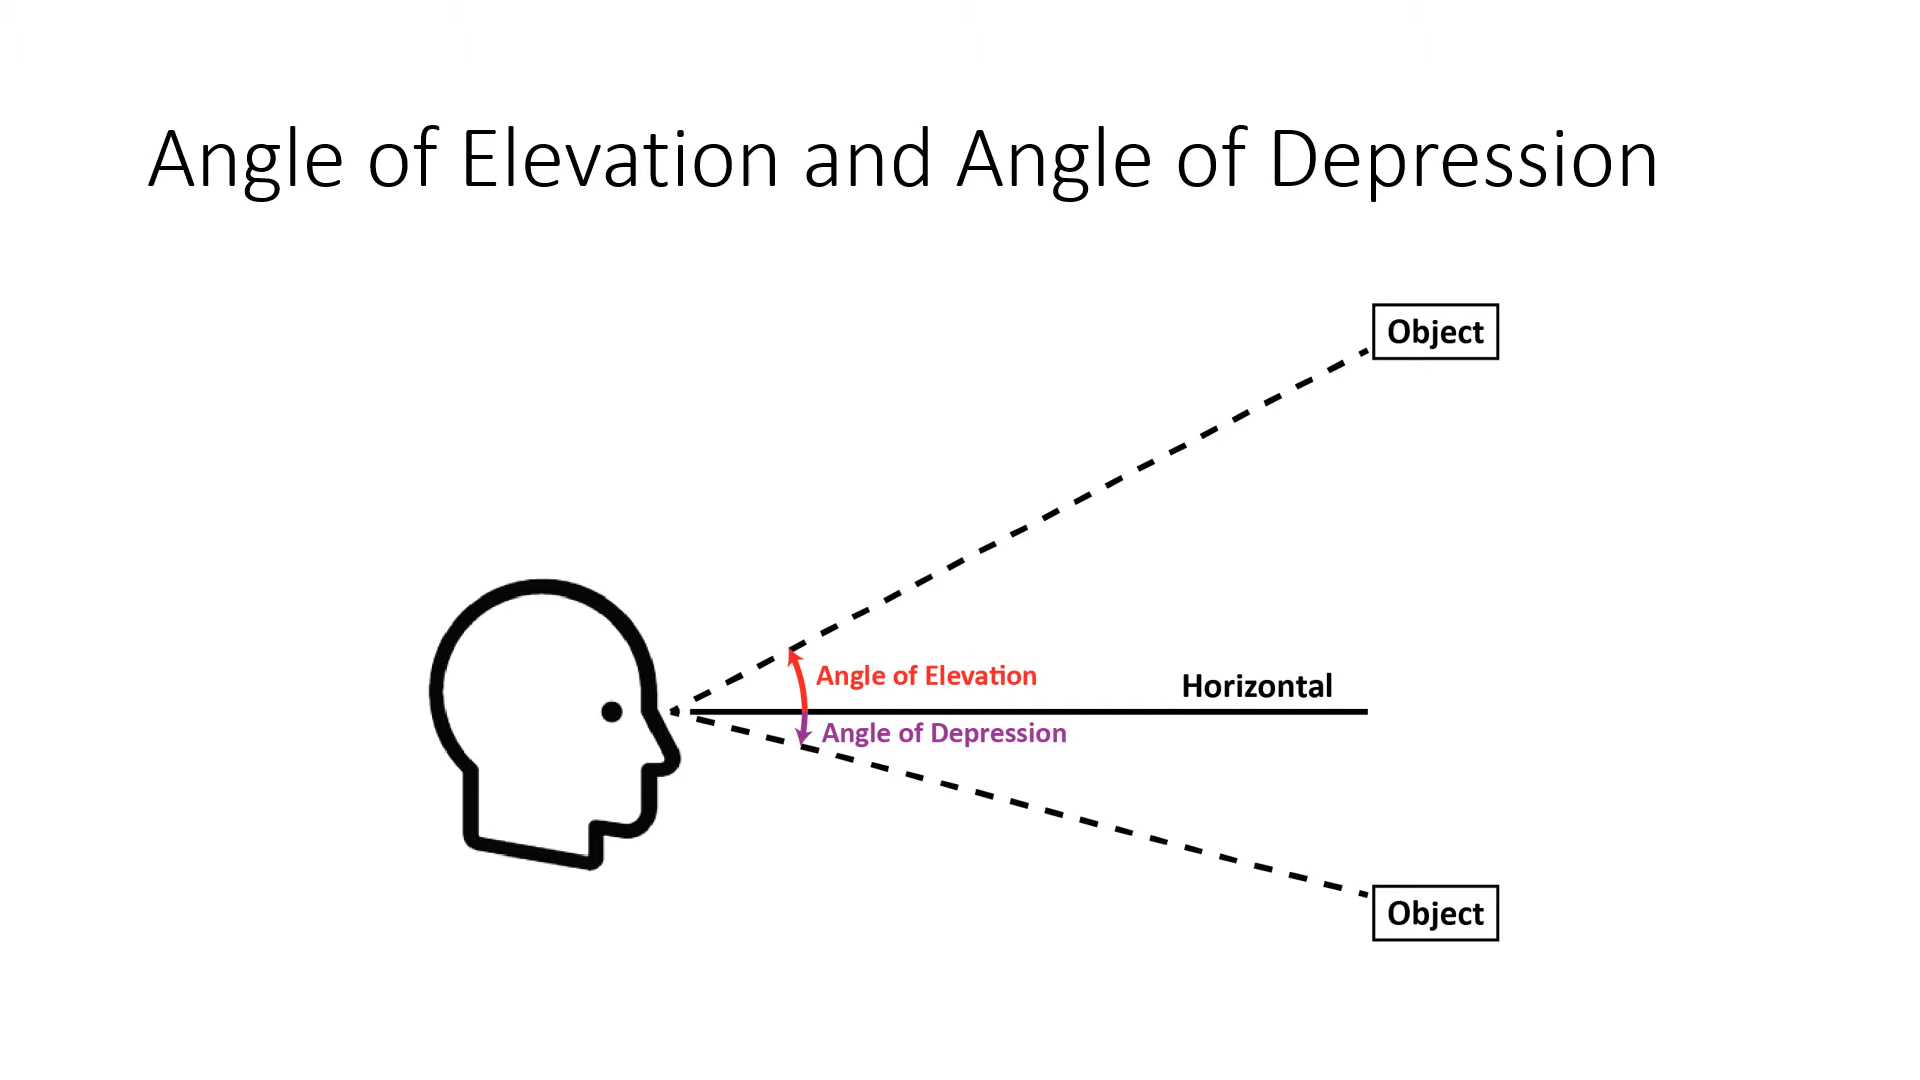 Angle of Elevation and Angle of Depression
Object
Angle of Elevation
Horizontal
Angle of Depression
Object